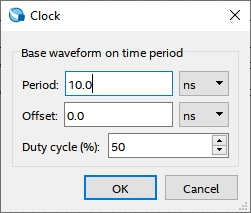 Clock
Base waveform on time period
Period: 10.0 ns
Offset: 0.0 ns
Duty cycle (%): 50
OK Cancel